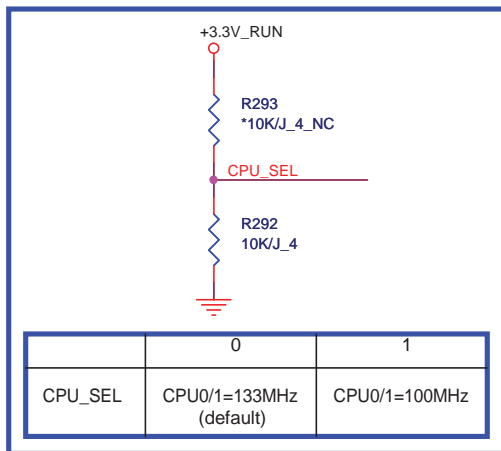 +3.3V_RUN
R293
*10K/J_4_NC
CPU_SEL
R292
10K/J_4
0 1
CPU_SEL CPU0/1=133MHz CPU0/1=100MHz
(default)